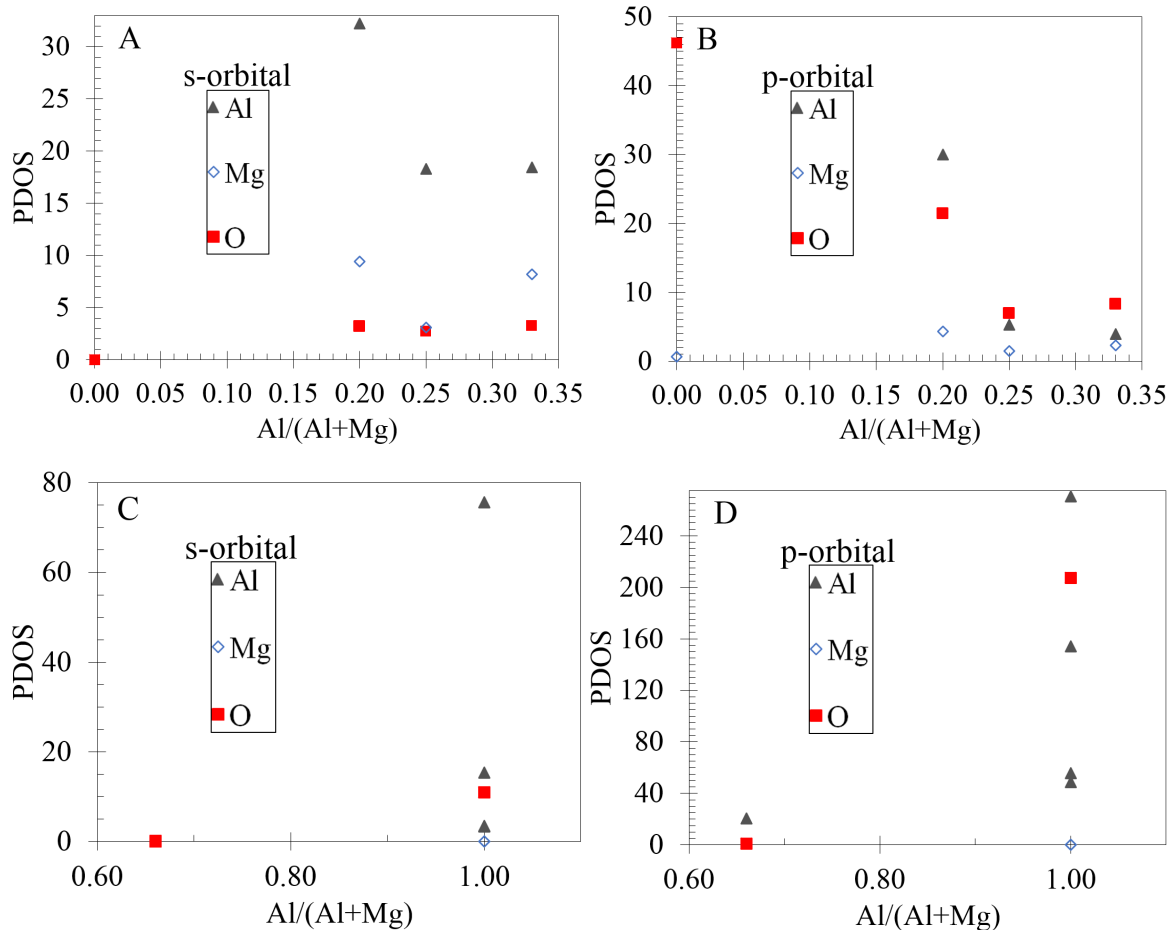 A
s-orbital
Al
Mg
O
PDOS
30
25
20
15
10
5
0
0.00 0.05 0.10 0.15 0.20 0.25 0.30 0.35
Al/(Al+Mg)
B
p-orbital
Al
Mg
O
PDOS
50
40
30
20
10
0
0.00 0.05 0.10 0.15 0.20 0.25 0.30 0.35
Al/(Al+Mg)
C
s-orbital
Al
Mg
O
PDOS
80
60
40
20
0
0.60 0.80 1.00
Al/(Al+Mg)
D
p-orbital
Al
Mg
O
PDOS
240
200
160
120
80
40
0
0.60 0.80 1.00
Al/(Al+Mg)